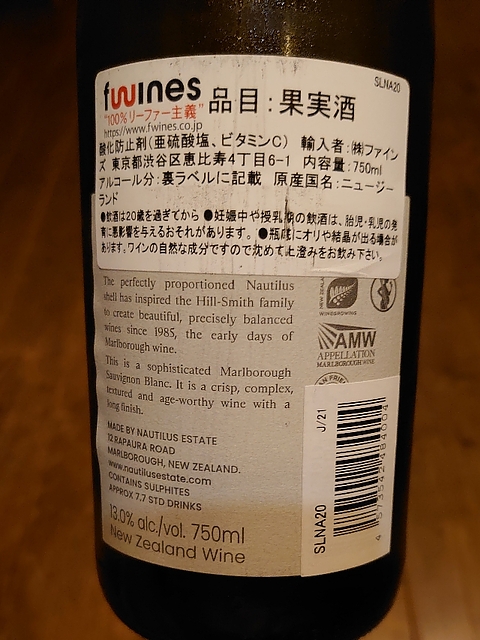 fwines
"100%リーファー主義"
品目:果実酒
SLNA20
https://www.fwines.co.jp
酸化防止剤(亜硫酸塩、ビタミンC) 輸入者:㈱ファイン
ズ 東京都渋谷区恵比寿4丁目6-1 内容量:750ml
アルコール分:裏ラベルに記載 原産国名:ニュージー
ランド
●飲酒は20歳を過ぎてから ●妊娠中や授乳期の飲酒は、胎児・乳児の発
育に悪影響を与えるおそれがあります。 ●瓶底にオリや結晶が出る場合が
あります。ワインの自然な成分ですので沈めて上澄みをお飲み下さい。
The perfectly proportioned Nautilus
shell has inspired the Hill-Smith family
to create beautiful, precisely balanced
wines since 1985, the early days of
Marlborough wine.
This is a sophisticated Marlborough
Sauvignon Blanc. It is a crisp, complex,
textured and age-worthy wine with a
long finish.
MADE BY NAUTILUS ESTATE
12 RAPAURA ROAD
MARLBOROUGH, NEW ZEALAND.
www.nautilusestate.com
CONTAINS SULPHITES
APPROX 7.7 STD DRINKS
13.0% alc./vol. 750ml
New Zealand Wine
NEW ZEALAND
WINEGROWING
AMW
APPELLATION
MARLBOROUGH WINE
AN FRIE
J/21
SLNA20
4 573542 484004